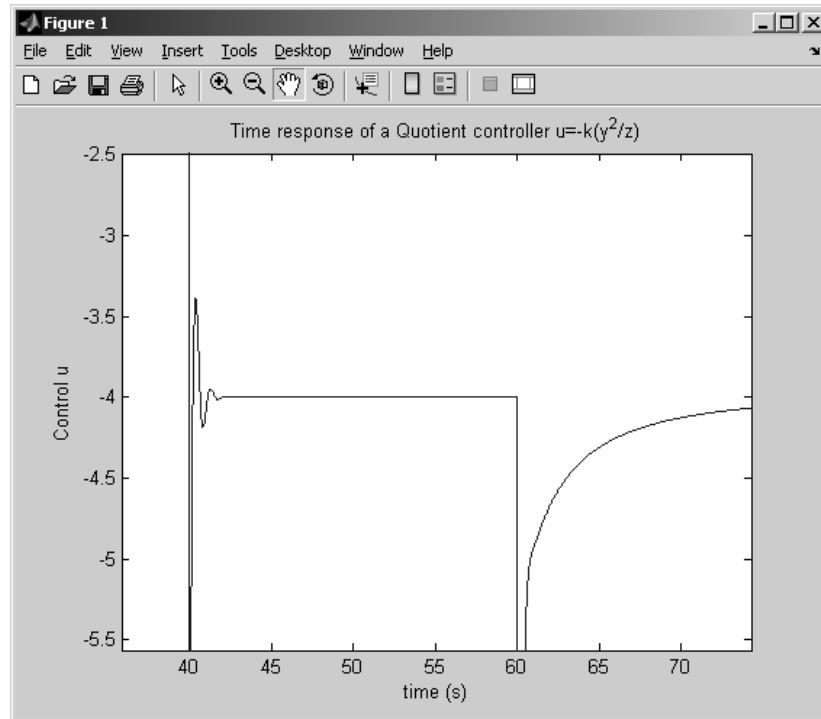 Figure 1
File Edit View Insert Tools Desktop Window Help
Time response of a Quotient controller u=-k(y²/z)
-2.5
-3
-3.5
-4
-4.5
-5
-5.5
Control u
40 45 50 55 60 65 70
time (s)